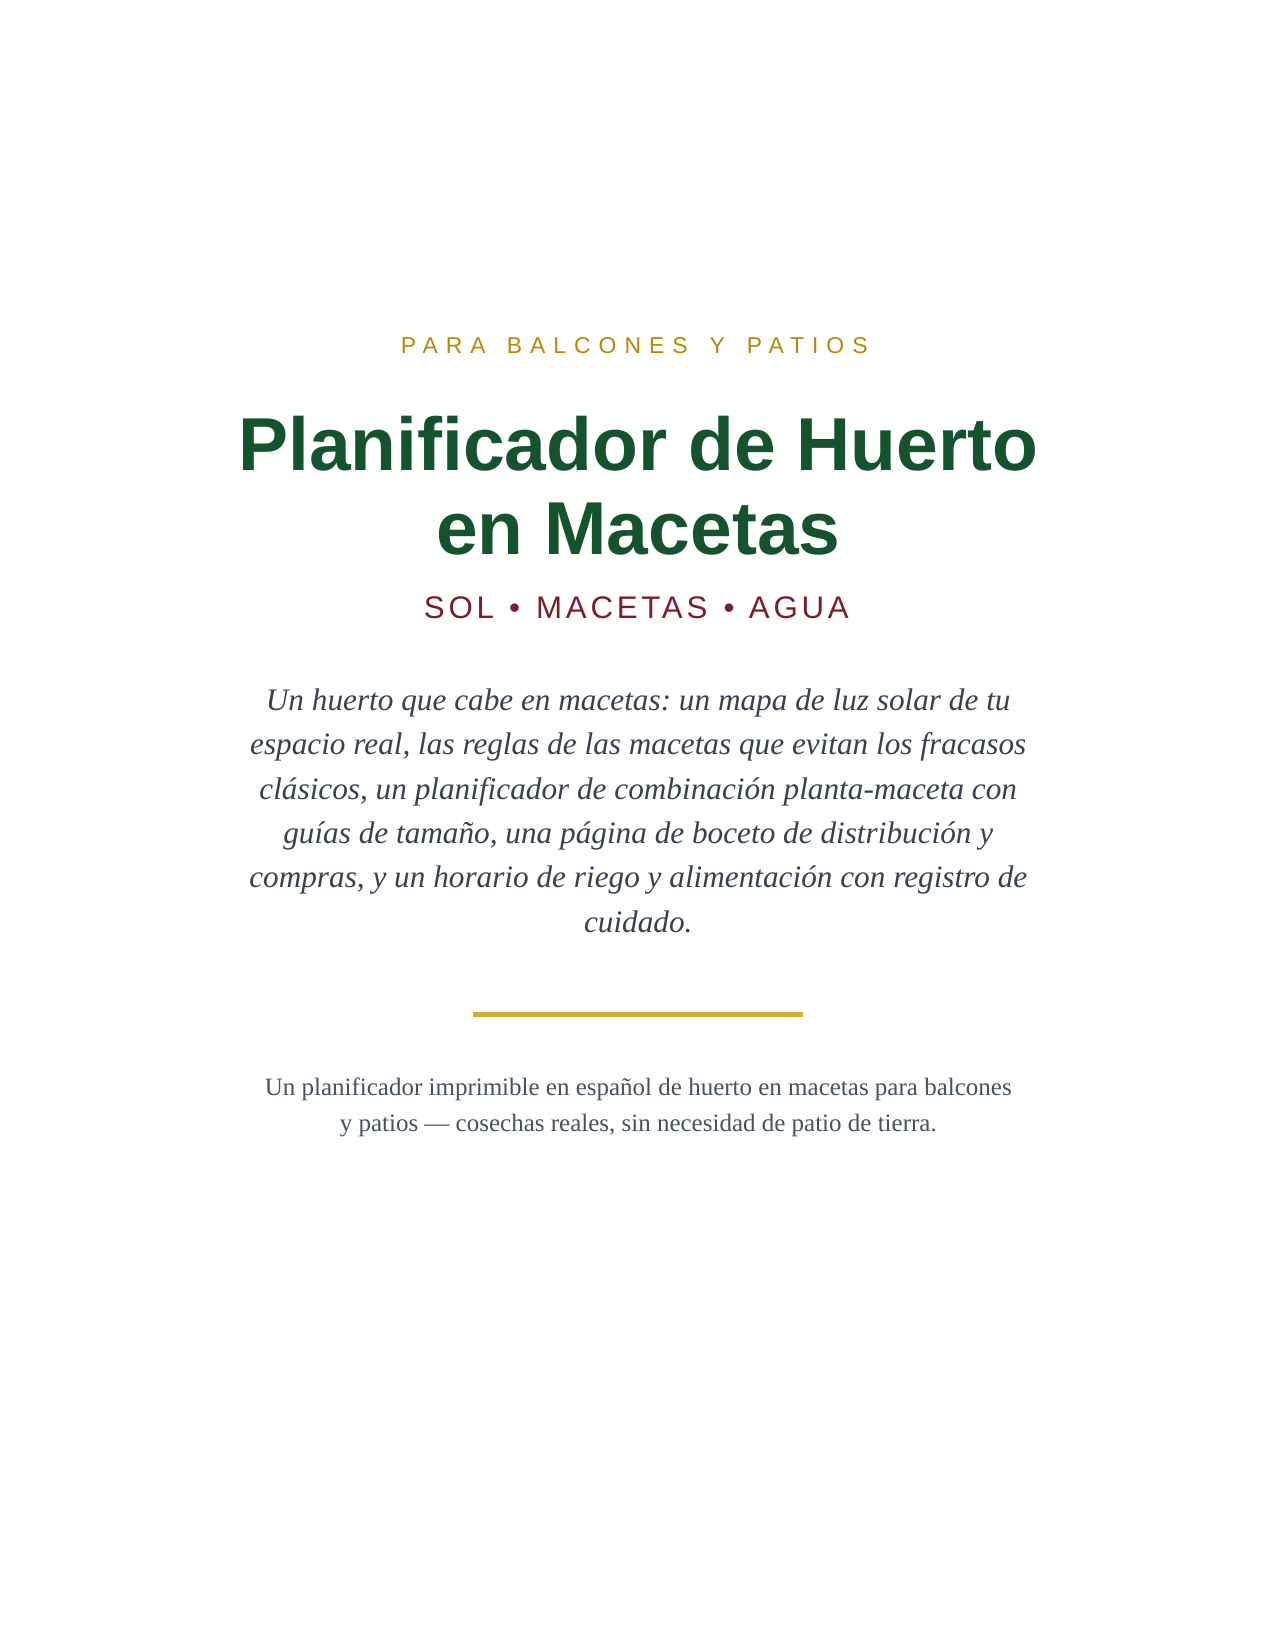 PARA BALCONES Y PATIOS
Planificador de Huerto
en Macetas
SOL • MACETAS • AGUA
Un huerto que cabe en macetas: un mapa de luz solar de tu
espacio real, las reglas de las macetas que evitan los fracasos
clásicos, un planificador de combinación planta-maceta con
guías de tamaño, una página de boceto de distribución y
compras, y un horario de riego y alimentación con registro de
cuidado.
Un planificador imprimible en español de huerto en macetas para balcones
y patios — cosechas reales, sin necesidad de patio de tierra.